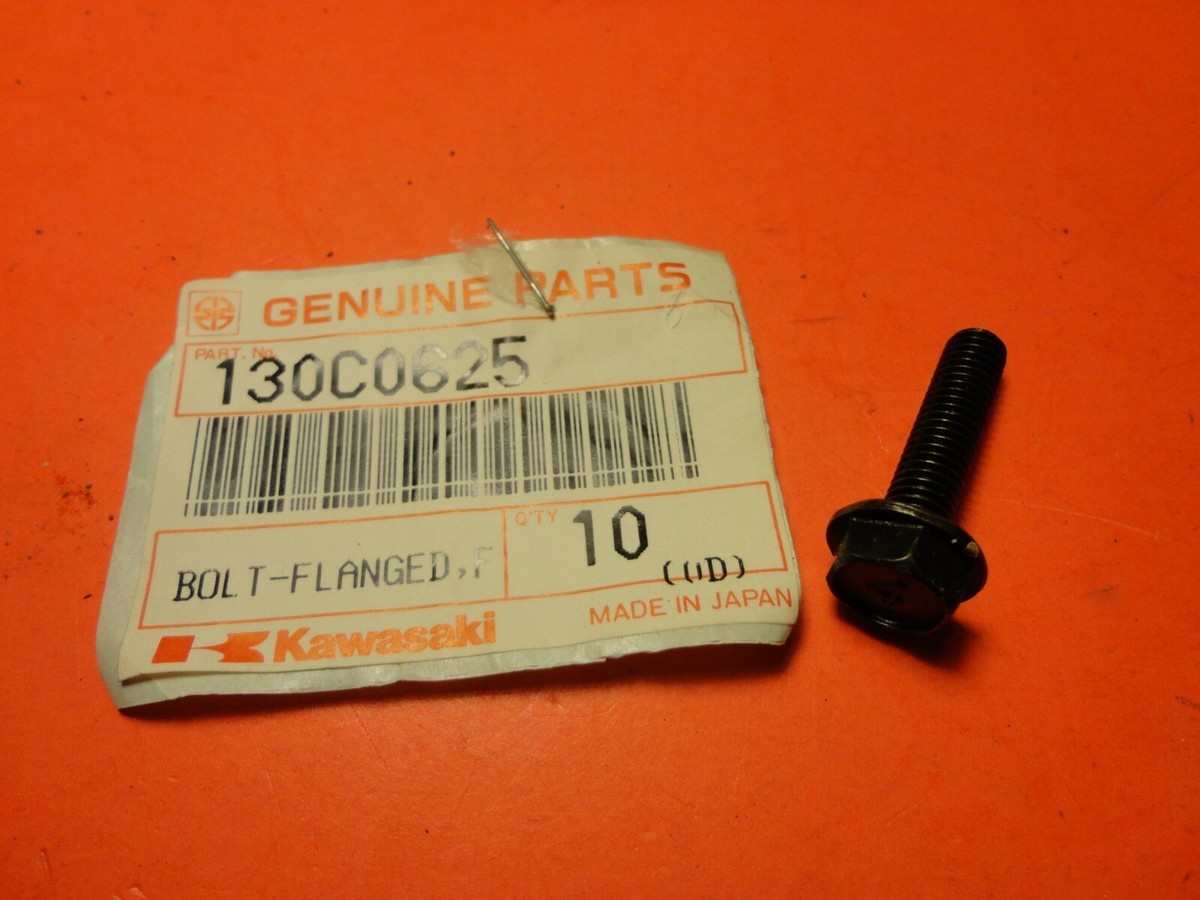 GENUINE PARTS
PART. No.
130C0625
BOLT-FLANGED,F
Q'TY
10
Kawasaki
MADE IN JAPAN